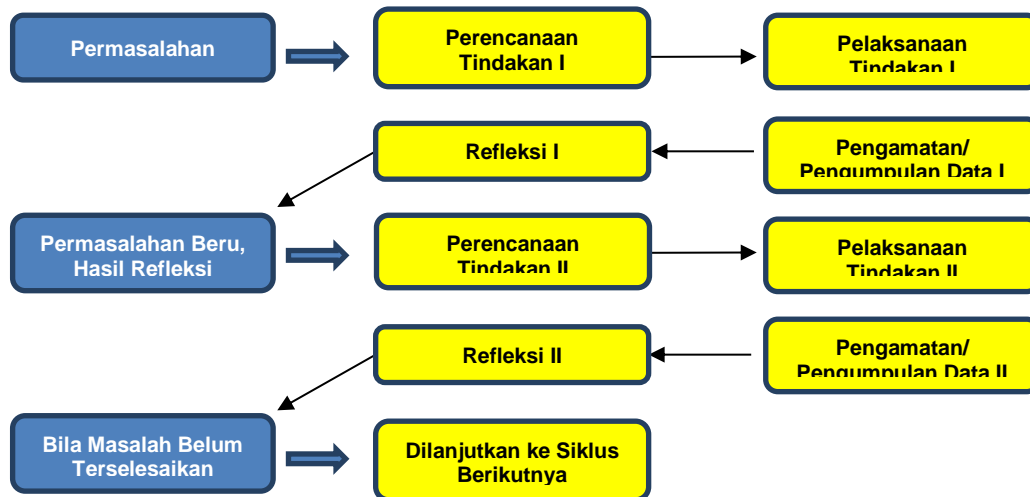 Permasalahan
Perencanaan
Tindakan I
Pelaksanaan
Tindakan I
Refleksi I
Pengamatan/
Pengumpulan Data I
Permasalahan Beru,
Hasil Refleksi
Perencanaan
Tindakan II
Pelaksanaan
Tindakan II
Refleksi II
Pengamatan/
Pengumpulan Data II
Bila Masalah Belum
Terselesaikan
Dilanjutkan ke Siklus
Berikutnya